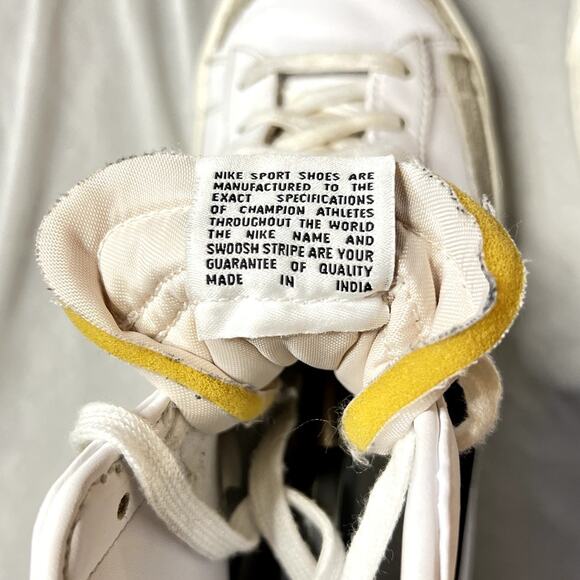 NIKE SPORT SHOES ARE
MANUFACTURED TO THE
EXACT SPECIFICATIONS
OF CHAMPION ATHLETES
THROUGHOUT THE WORLD
THE NIKE NAME AND
SWOOSH STRIPE ARE YOUR
GUARANTEE OF QUALITY
MADE IN INDIA